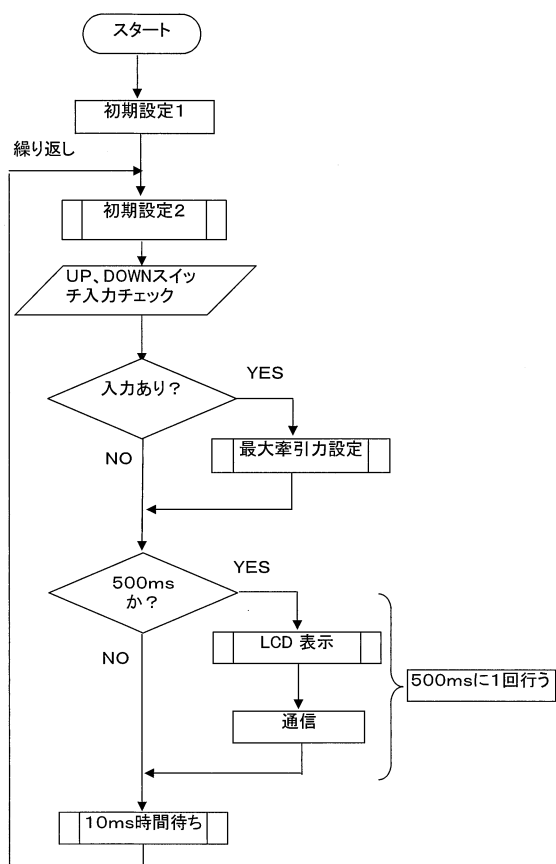 スタート
初期設定1
繰り返し
初期設定2
UP、DOWNスイッ
チ入力チェック
入力あり?
YES
NO
最大牽引力設定
500ms
か?
YES
NO
LCD 表示
通信
500msに1回行う
10ms時間待ち